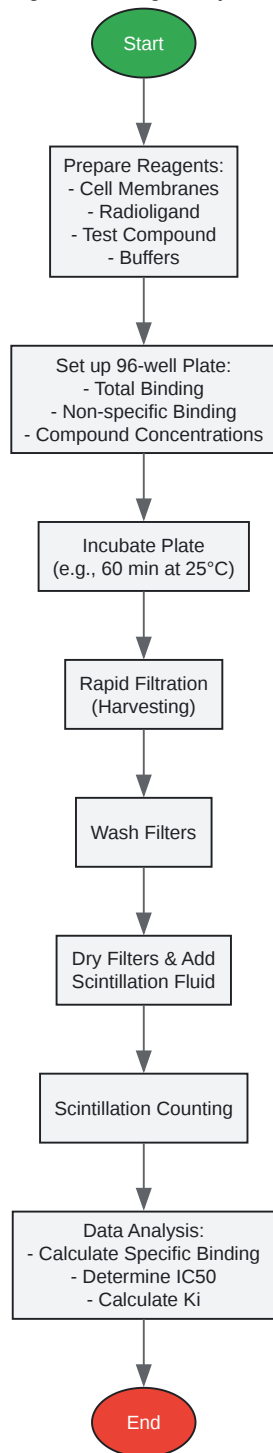 Start
Prepare Reagents:
- Cell Membranes
- Radioligand
- Test Compound
- Buffers
Set up 96-well Plate:
- Total Binding
- Non-specific Binding
- Compound Concentrations
Incubate Plate
(e.g., 60 min at 25°C)
Rapid Filtration
(Harvesting)
Wash Filters
Dry Filters & Add
Scintillation Fluid
Scintillation Counting
Data Analysis:
- Calculate Specific Binding
- Determine IC50
- Calculate Ki
End